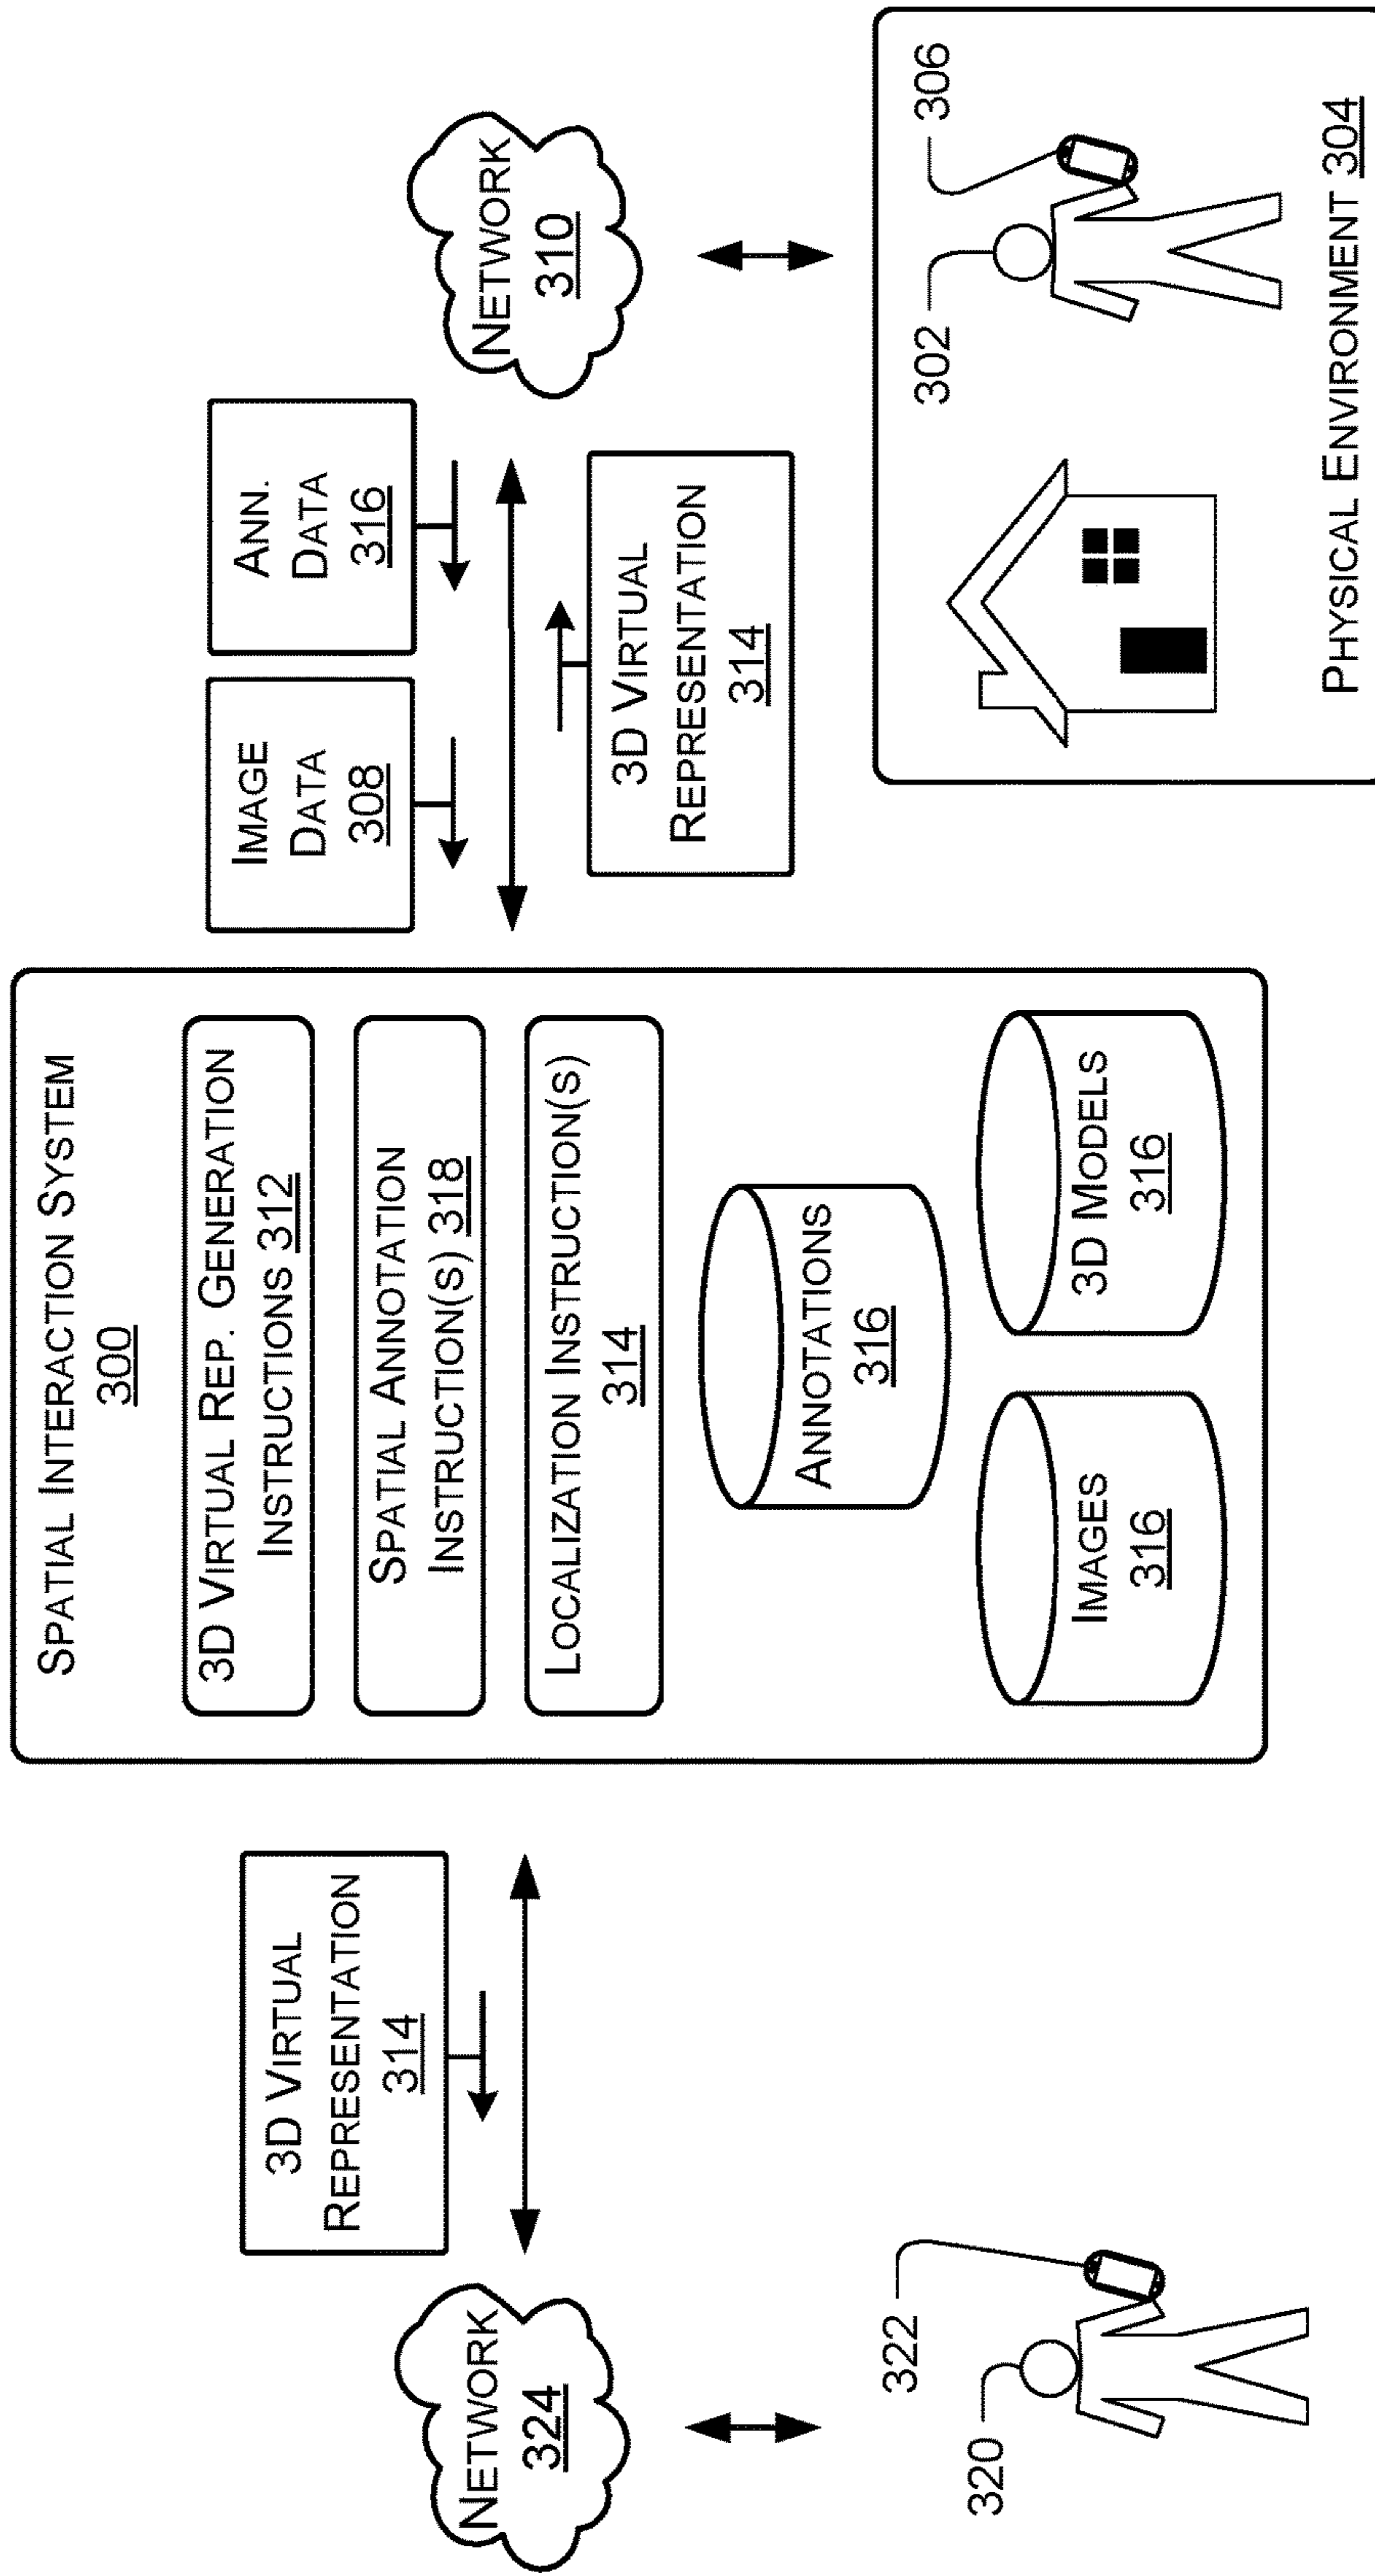 3D VIRTUAL
REPRESENTATION
314
NETWORK
324
320
322
SPATIAL INTERACTION SYSTEM
300
3D VIRTUAL REP. GENERATION
INSTRUCTIONS 312
SPATIAL ANNOTATION
INSTRUCTION(S) 318
LOCALIZATION INSTRUCTION(S)
314
ANNOTATIONS
316
IMAGES
316
3D MODELS
316
IMAGE
DATA
308
ANN.
DATA
316
3D VIRTUAL
REPRESENTATION
314
NETWORK
310
302
306
PHYSICAL ENVIRONMENT 304